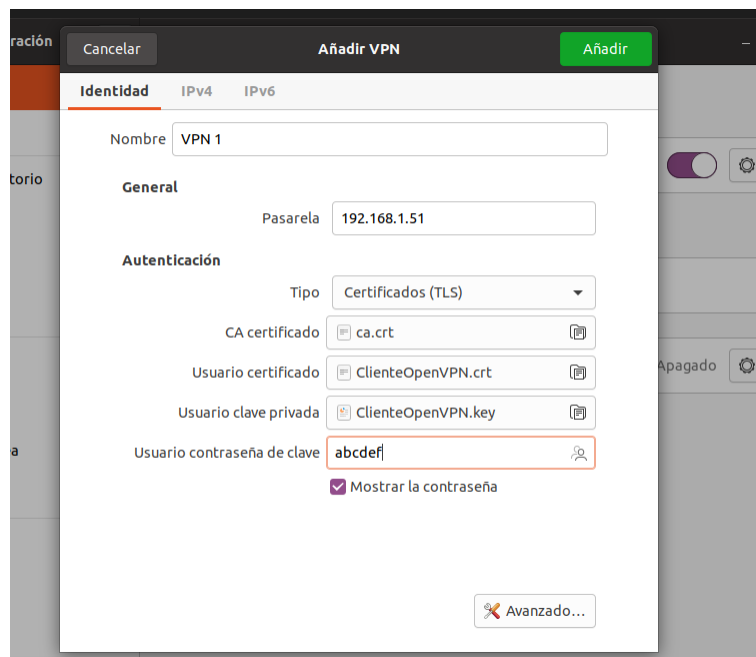 ración
Cancelar Añadir VPN Añadir
Identidad IPv4 IPv6
Nombre VPN 1
torio
General
Pasarela 192.168.1.51
Autenticación
Tipo Certificados (TLS)
CA certificado ca.crt
Usuario certificado ClienteOpenVPN.crt
Apagado
Usuario clave privada ClienteOpenVPN.key
Usuario contraseña de clave abcdef
a
Mostrar la contraseña
Avanzado...